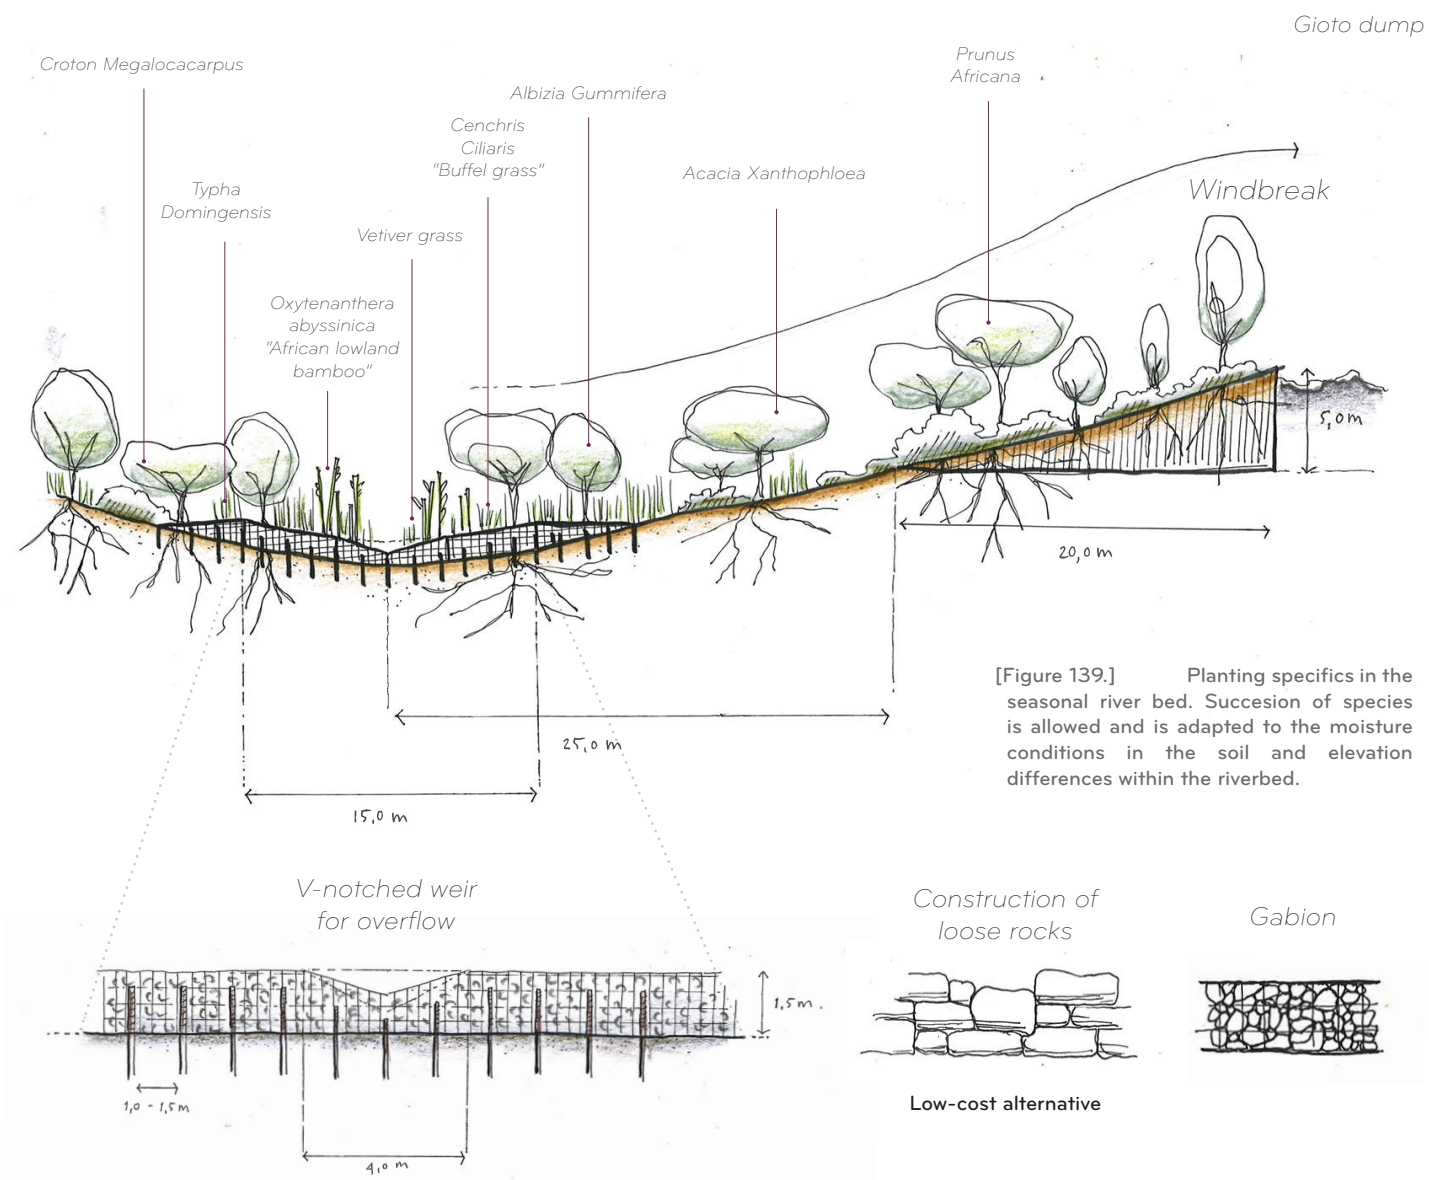 Gioto dump
Croton Megalocacarpus
Prunus
Africana
Albizia Gummifera
Cenchris
Ciliaris
"Buffel grass"
Acacia Xanthophloea
Typha
Domingensis
Windbreak
Vetiver grass
Oxytenanthera
abyssinica
"African lowland
bamboo"
5,0m
20,0 m
[Figure 139.] Planting specifics in the
seasonal river bed. Succesion of species
is allowed and is adapted to the moisture
conditions in the soil and elevation
differences within the riverbed.
25,0 m
15,0 m
V-notched weir
for overflow
Construction of
loose rocks
Gabion
1,5m.
1,0 - 1,5m
Low-cost alternative
4,0 m